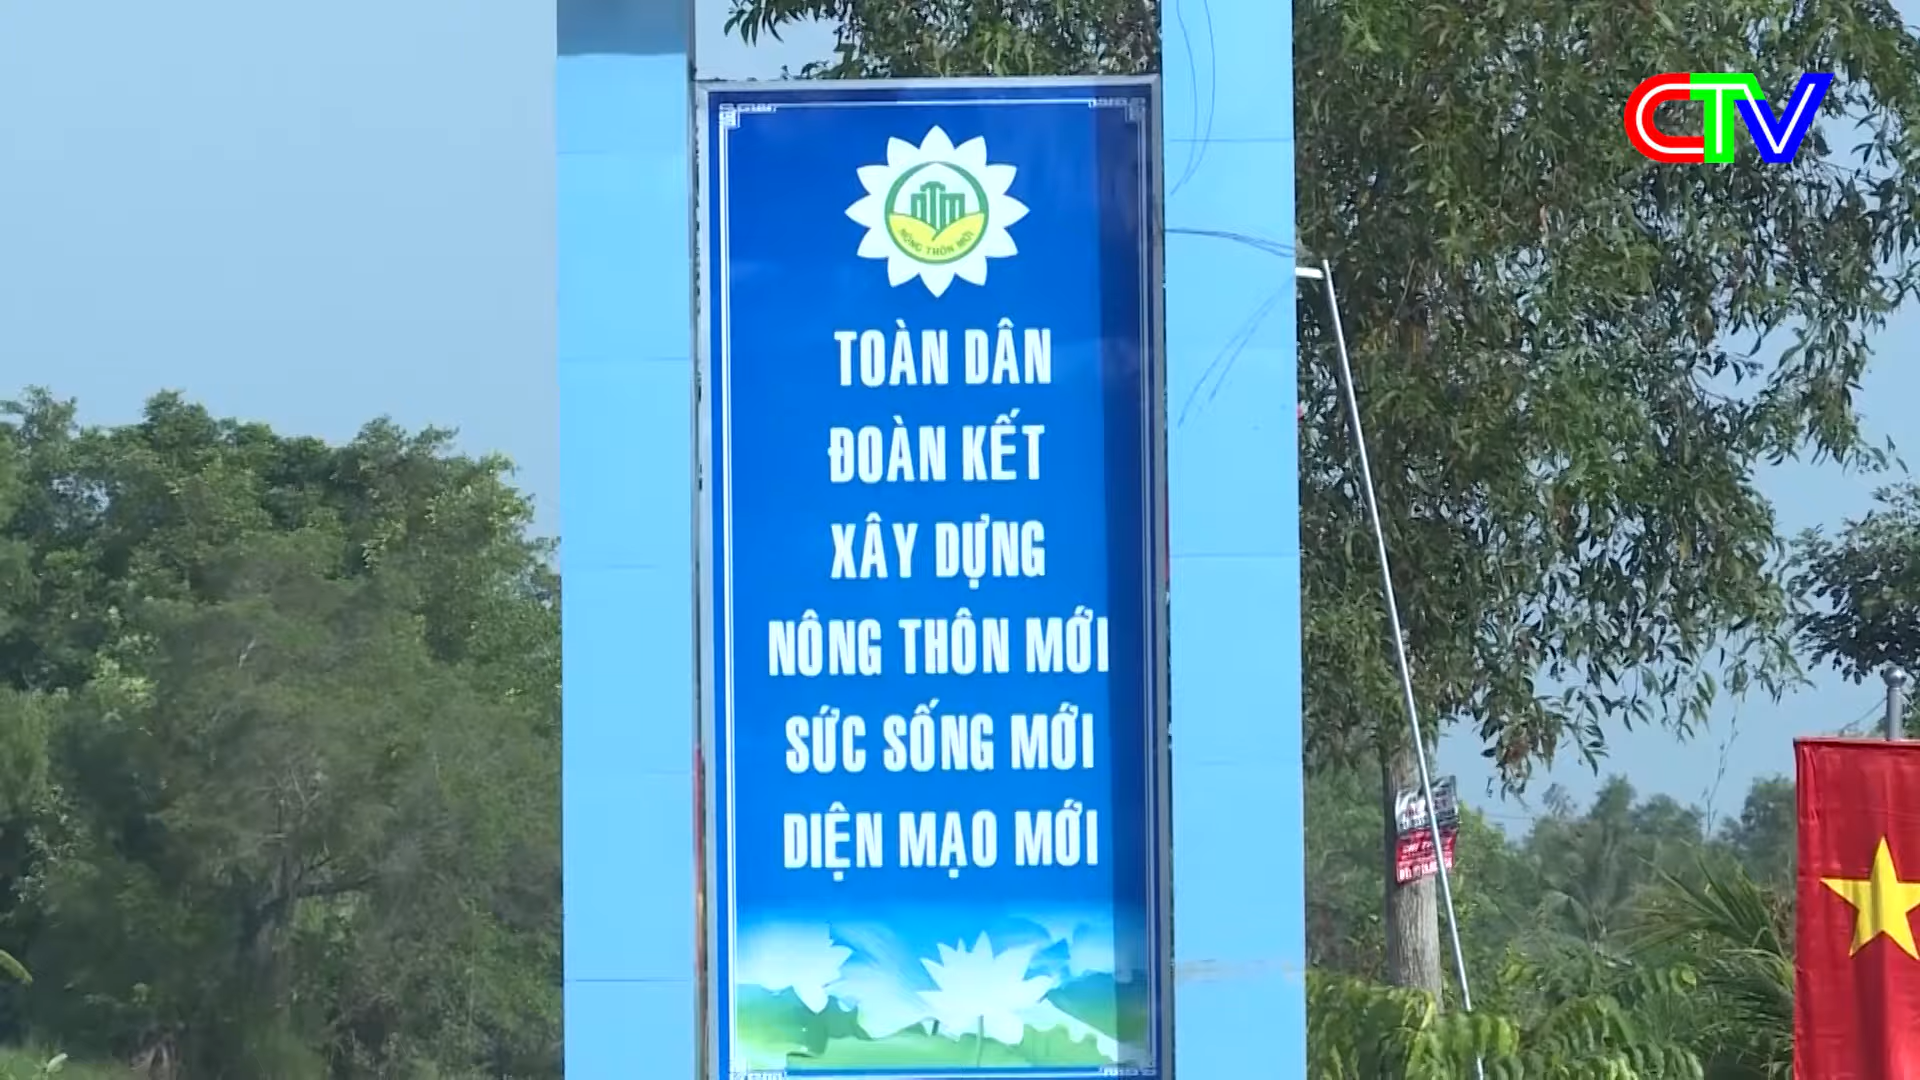 CTV
NTM
NÔNG THÔN MỚI
TOÀN DÂN
ĐOÀN KẾT
XÂY DỰNG
NÔNG THÔN MỚI
SỨC SỐNG MỚI
DIỆN MẠO MỚI